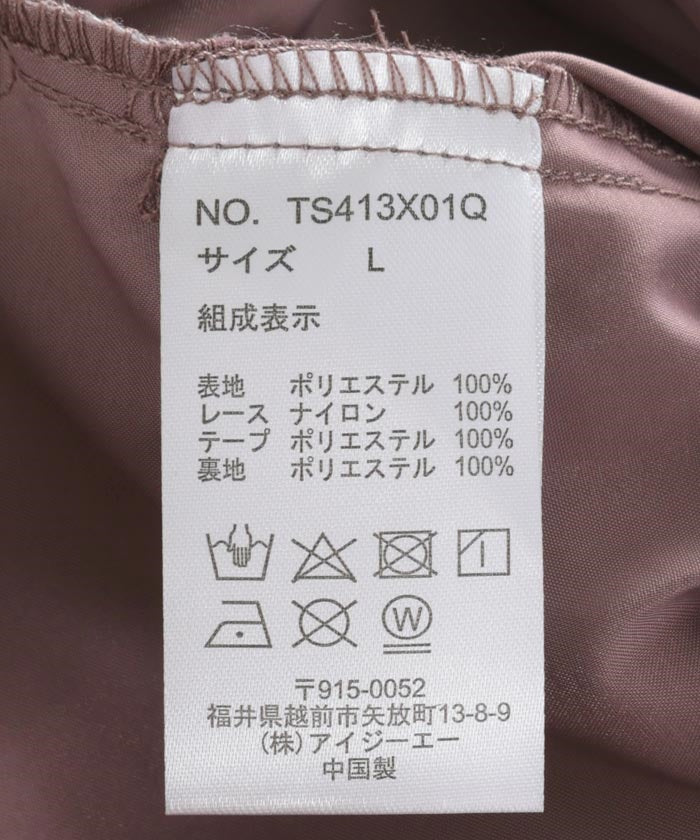 NO. TS413X01Q
サイズ L
組成表示
表地 ポリエステル 100%
レース ナイロン 100%
テープ ポリエステル 100%
裏地 ポリエステル 100%
W
〒915-0052
福井県越前市矢放町13-8-9
(株)アイジーエー
中国製